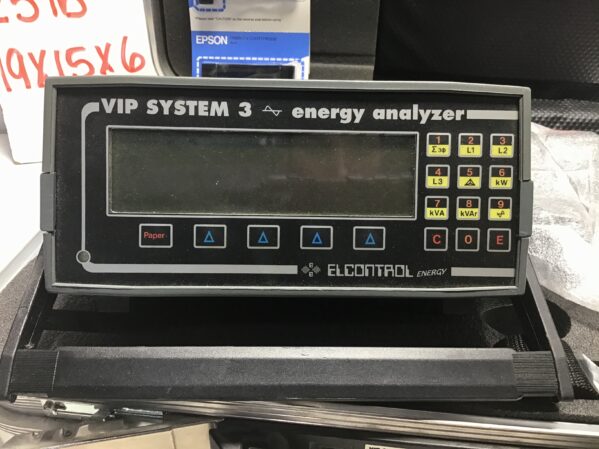 19X15X6
EPSON
VIP SYSTEM 3 energy analyzer
1 2 3
Σ3Φ L1 L2
4 5 6
L3 kW
7 8 9
kVA kVAr
Paper
C 0 E
ELCONTROL ENERGY